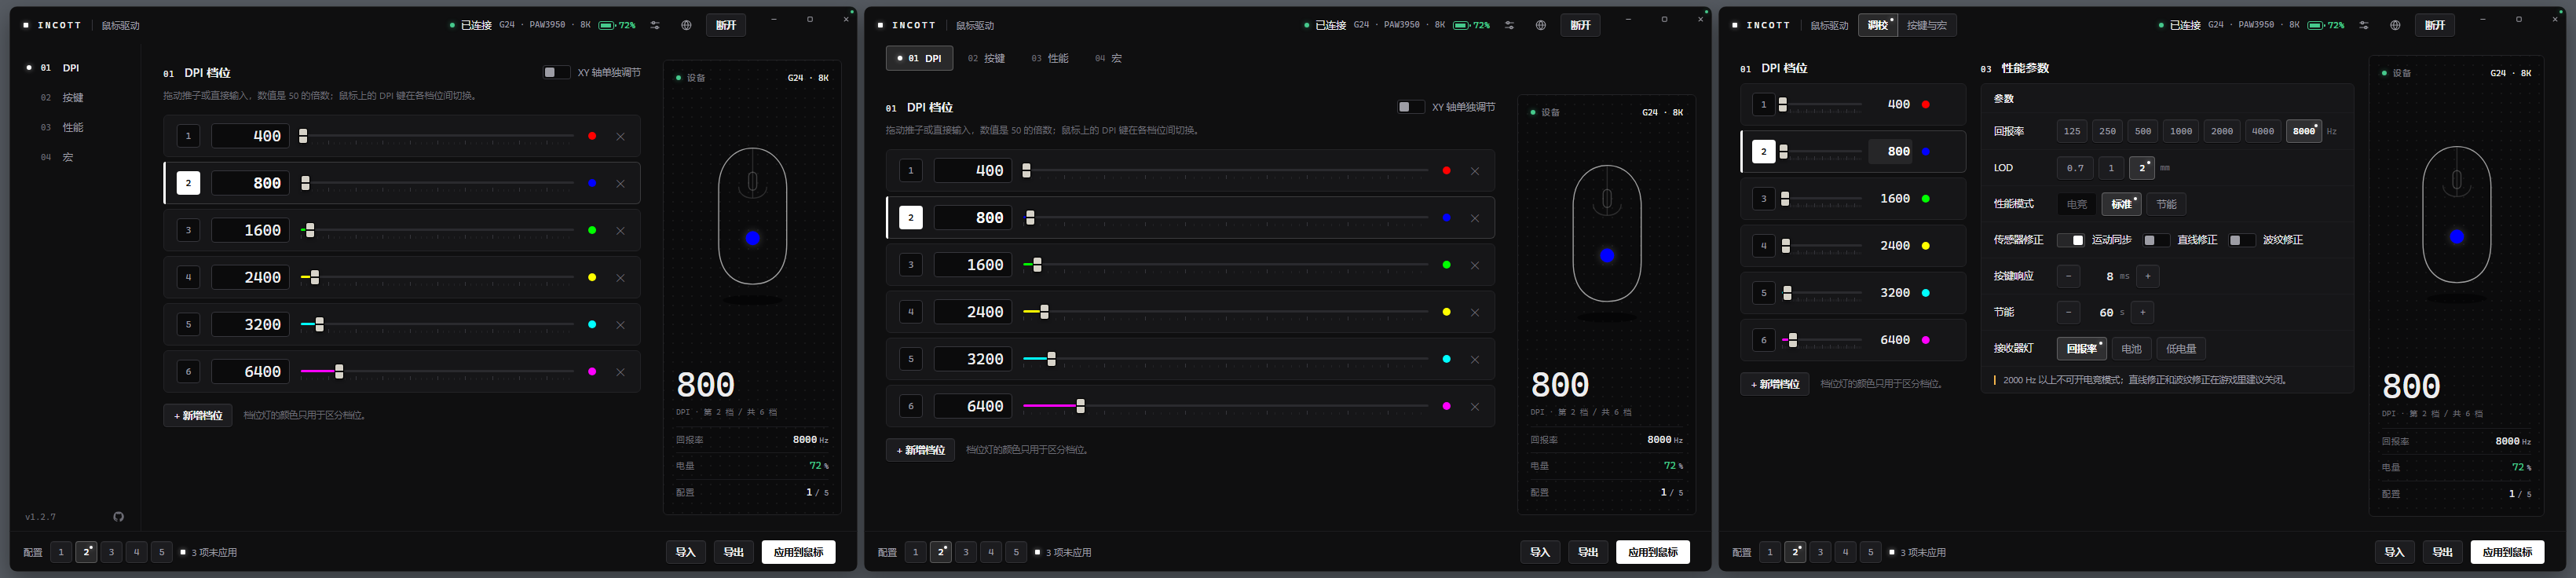 INCOTT 鼠标驱动 已连接 G24 · PAW3950 · 8K 72% 断开
01 DPI
02 按键
03 性能
04 宏
v1.2.7
01 DPI 档位 XY 轴单独调节
拖动推子或直接输入，数值是 50 的倍数；鼠标上的 DPI 键在各档位间切换。
1 400
2 800
3 1600
4 2400
5 3200
6 6400
+ 新增档位 档位灯的颜色只用于区分档位。
设备 G24 · 8K
800
DPI · 第 2 档 / 共 6 档
回报率 8000 Hz
电量 72 %
配置 1 / 5
配置 1 2 3 4 5 3 项未应用 导入 导出 应用到鼠标
INCOTT 鼠标驱动 已连接 G24 · PAW3950 · 8K 72% 断开
01 DPI 02 按键 03 性能 04 宏
01 DPI 档位 XY 轴单独调节
拖动推子或直接输入，数值是 50 的倍数；鼠标上的 DPI 键在各档位间切换。
1 400
2 800
3 1600
4 2400
5 3200
6 6400
+ 新增档位 档位灯的颜色只用于区分档位。
设备 G24 · 8K
800
DPI · 第 2 档 / 共 6 档
回报率 8000 Hz
电量 72 %
配置 1 / 5
配置 1 2 3 4 5 3 项未应用 导入 导出 应用到鼠标
INCOTT 鼠标驱动 调校 按键与宏 已连接 G24 · PAW3950 · 8K 72% 断开
01 DPI 档位
1 400
2 800
3 1600
4 2400
5 3200
6 6400
+ 新增档位 档位灯的颜色只用于区分档位。
03 性能参数
参数
回报率 125 250 500 1000 2000 4000 8000 Hz
LOD 0.7 1 2 mm
性能模式 电竞 标准 节能
传感器修正 运动同步 直线修正 波纹修正
按键响应 − 8 ms +
节能 − 60 s +
接收器灯 回报率 电池 低电量
2000 Hz 以上不可开电竞模式；直线修正和波纹修正在游戏里建议关闭。
设备 G24 · 8K
800
DPI · 第 2 档 / 共 6 档
回报率 8000 Hz
电量 72 %
配置 1 / 5
配置 1 2 3 4 5 3 项未应用 导入 导出 应用到鼠标